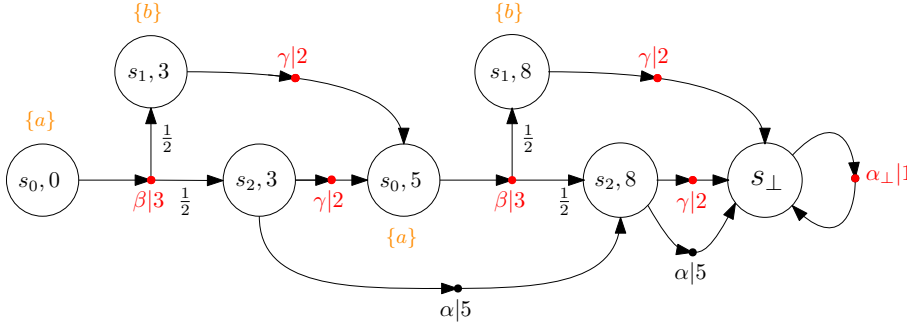 {b}
{b}
γ|2
γ|2
s₁, 3
s₁, 8
{a}
1/2
1/2
s₀, 0
s₂, 3
s₀, 5
s₂, 8
s⊥
α⊥|1
β|3
1/2
γ|2
β|3
1/2
γ|2
{a}
α|5
α|5